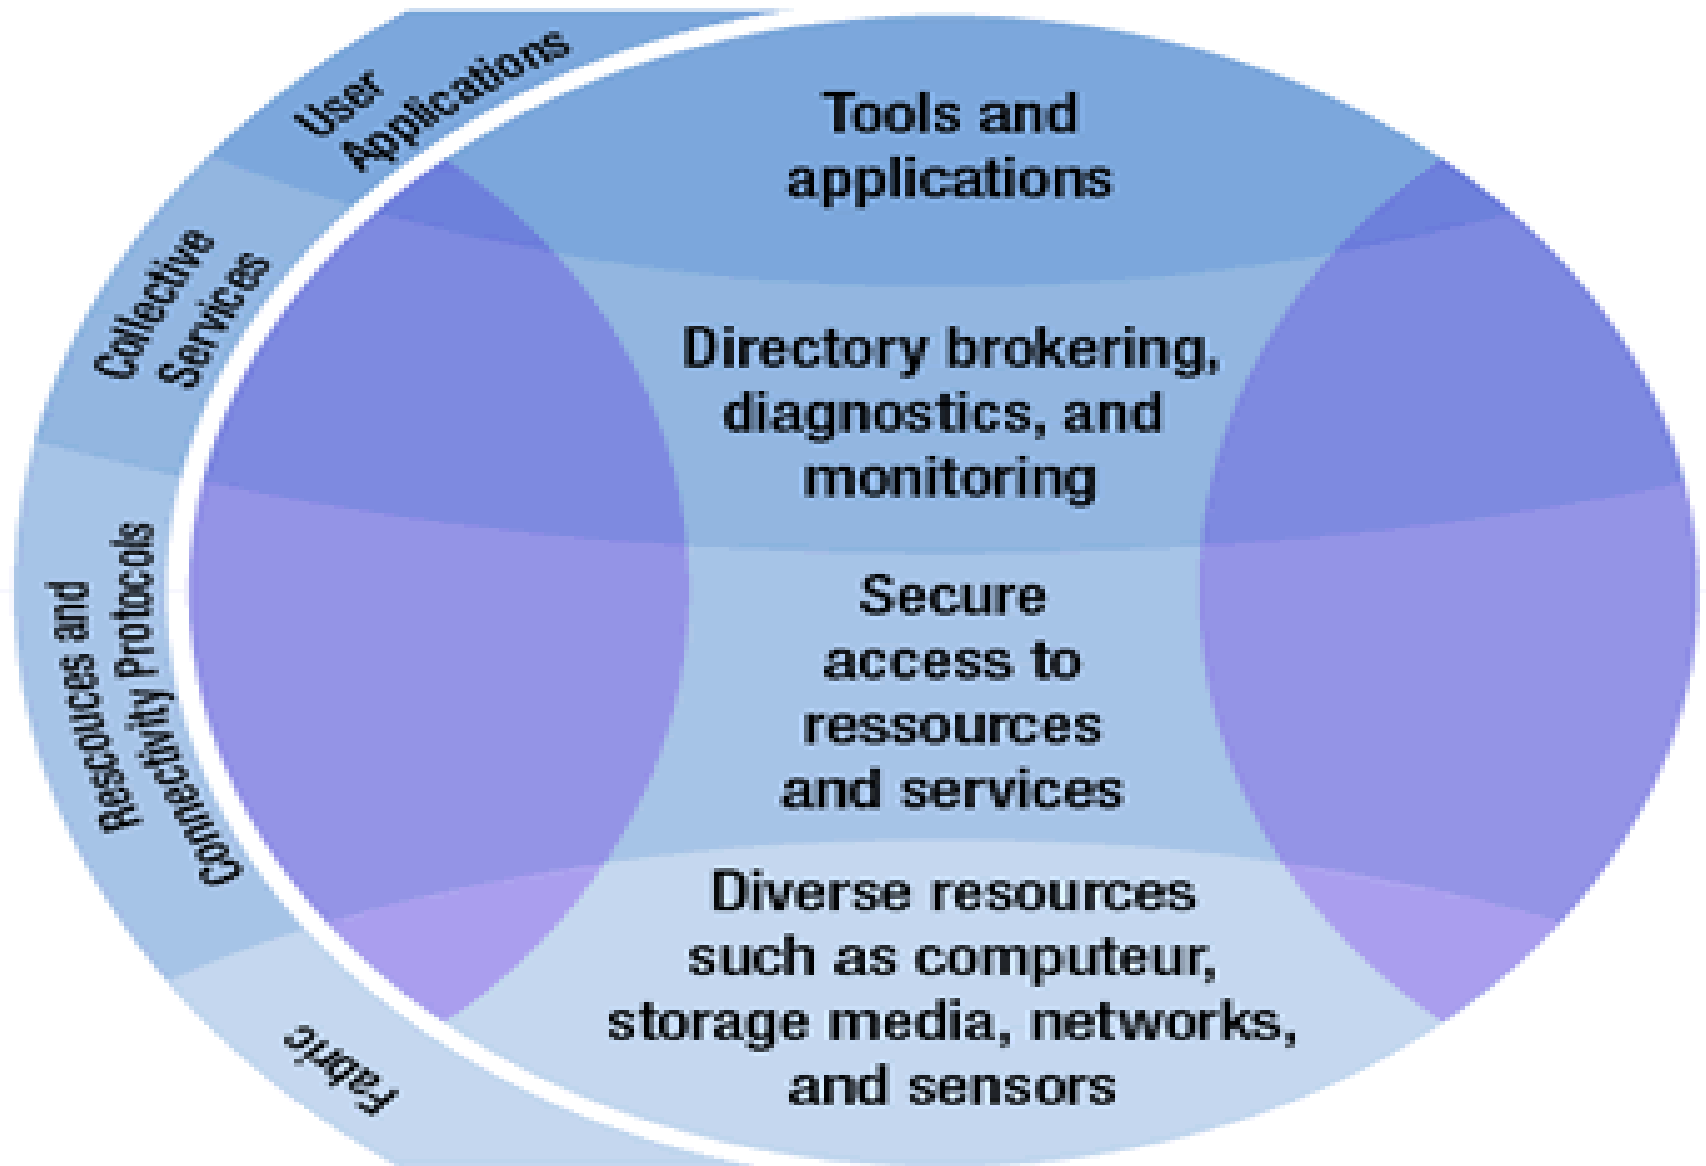 User
Applications
Tools and
applications
Collective
Services
Directory brokering,
diagnostics, and
monitoring
Rescouces and
Connectivity Protocols
Secure
access to
ressources
and services
Fabric
Diverse resources
such as computeur,
storage media, networks,
and sensors